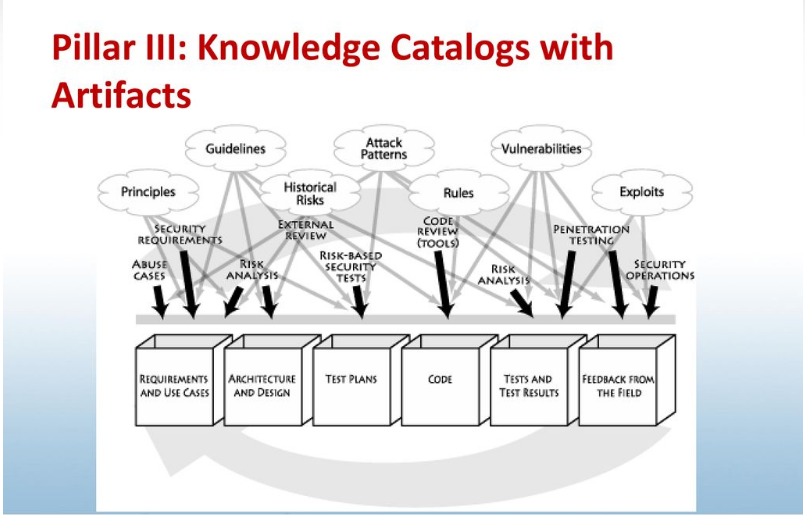 Pillar III: Knowledge Catalogs with
Artifacts
Guidelines
Attack
Patterns
Vulnerabilities
Principles
Historical
Risks
Rules
Exploits
SECURITY
REQUIREMENTS
EXTERNAL
REVIEW
CODE
REVIEW
(TOOLS)
PENETRATION
TESTING
ABUSE
CASES
RISK
ANALYSIS
RISK-BASED
SECURITY
TESTS
RISK
ANALYSIS
SECURITY
OPERATIONS
REQUIREMENTS
AND USE CASES
ARCHITECTURE
AND DESIGN
TEST PLANS
CODE
TESTS AND
TEST RESULTS
FEEDBACK FROM
THE FIELD